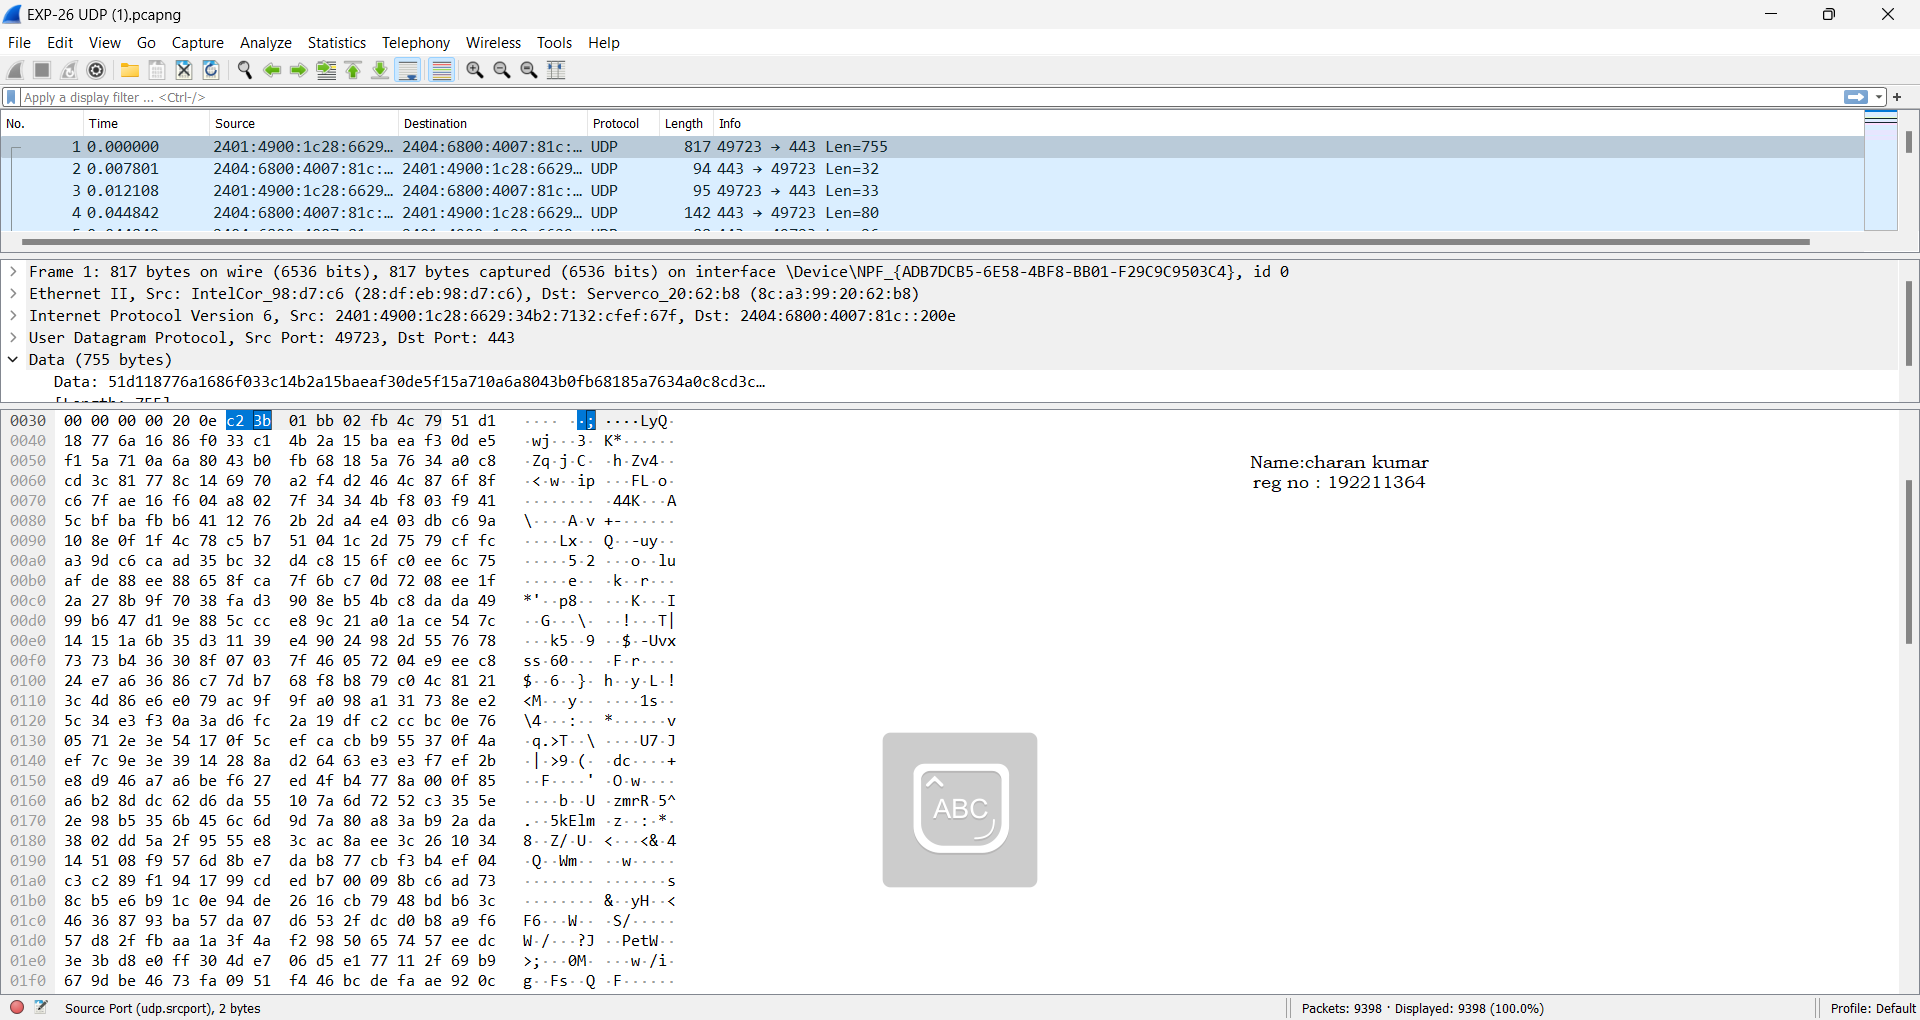 EXP-26 UDP (1).pcapng
File Edit View Go Capture Analyze Statistics Telephony Wireless Tools Help
Apply a display filter ... <Ctrl-/>
No. Time Source Destination Protocol Length Info
1 0.000000 2401:4900:1c28:6629… 2404:6800:4007:81c:… UDP 817 49723 → 443 Len=755
2 0.007801 2404:6800:4007:81c:… 2401:4900:1c28:6629… UDP 94 443 → 49723 Len=32
3 0.012108 2401:4900:1c28:6629… 2404:6800:4007:81c:… UDP 95 49723 → 443 Len=33
4 0.044842 2404:6800:4007:81c:… 2401:4900:1c28:6629… UDP 142 443 → 49723 Len=80
Frame 1: 817 bytes on wire (6536 bits), 817 bytes captured (6536 bits) on interface \Device\NPF_{ADB7DCB5-6E58-4BF8-BB01-F29C9C9503C4}, id 0
Ethernet II, Src: IntelCor_98:d7:c6 (28:df:eb:98:d7:c6), Dst: Serverco_20:62:b8 (8c:a3:99:20:62:b8)
Internet Protocol Version 6, Src: 2401:4900:1c28:6629:34b2:7132:cfef:67f, Dst: 2404:6800:4007:81c::200e
User Datagram Protocol, Src Port: 49723, Dst Port: 443
Data (755 bytes)
Data: 51d118776a1686f033c14b2a15baeaf30de5f15a710a6a8043b0fb68185a7634a0c8cd3c…
0030 00 00 00 00 20 0e c2 3b 01 bb 02 fb 4c 79 51 d1 ···· ··; ····LyQ·
0040 18 77 6a 16 86 f0 33 c1 4b 2a 15 ba ea f3 0d e5 ·wj···3· K*······
0050 f1 5a 71 0a 6a 80 43 b0 fb 68 18 5a 76 34 a0 c8 ·Zq·j·C· ·h·Zv4··
0060 cd 3c 81 77 8c 14 69 70 a2 f4 d2 46 4c 87 6f 8f ·<·w··ip ···FL·o·
0070 c6 7f ae 16 f6 04 a8 02 7f 34 34 4b f8 03 f9 41 ········ ·44K···A
0080 5c bf ba fb b6 41 12 76 2b 2d a4 e4 03 db c6 9a \····A·v +-······
0090 10 8e 0f 1f 4c 78 c5 b7 51 04 1c 2d 75 79 cf fc ····Lx·· Q··-uy··
00a0 a3 9d c6 ca ad 35 bc 32 d4 c8 15 6f c0 ee 6c 75 ·····5·2 ···o··lu
00b0 af de 88 ee 88 65 8f ca 7f 6b c7 0d 72 08 ee 1f ·····e·· ·k··r···
00c0 2a 27 8b 9f 70 38 fa d3 90 8e b5 4b c8 da da 49 *'··p8·· ···K···I
00d0 99 b6 47 d1 9e 88 5c cc e8 9c 21 a0 1a ce 54 7c ··G···\· ··!···T|
00e0 14 15 1a 6b 35 d3 11 39 e4 90 24 98 2d 55 76 78 ···k5··9 ··$·-Uvx
00f0 73 73 b4 36 30 8f 07 03 7f 46 05 72 04 e9 ee c8 ss·60··· ·F·r····
0100 24 e7 a6 36 86 c7 7d b7 68 f8 b8 79 c0 4c 81 21 $··6··}· h··y·L·!
0110 3c 4d 86 e6 e0 79 ac 9f 9f a0 98 a1 31 73 8e e2 <M···y·· ····1s··
0120 5c 34 e3 f3 0a 3a d6 fc 2a 19 df c2 cc bc 0e 76 \4···:·· *······v
0130 05 71 2e 3e 54 17 0f 5c ef ca cb b9 55 37 0f 4a ·q.>T··\ ····U7·J
0140 ef 7c 9e 3e 39 14 28 8a d2 64 63 e3 e3 f7 ef 2b ·|·>9·(· ·dc····+
0150 e8 d9 46 a7 a6 be f6 27 ed 4f b4 77 8a 00 0f 85 ··F····' ·O·w····
0160 a6 b2 8d dc 62 d6 da 55 10 7a 6d 72 52 c3 35 5e ····b··U ·zmrR·5^
0170 2e 98 b5 35 6b 45 6c 6d 9d 7a 80 a8 3a b9 2a da .··5kElm ·z··:·*·
0180 38 02 dd 5a 2f 95 55 e8 3c ac 8a ee 3c 26 10 34 8··Z/·U· <···<&·4
0190 14 51 08 f9 57 6d 8b e7 da b8 77 cb f3 b4 ef 04 ·Q··Wm·· ··w·····
01a0 c3 c2 89 f1 94 17 99 cd ed b7 00 09 8b c6 ad 73 ········ ·······s
01b0 8c b5 e6 b9 1c 0e 94 de 26 16 cb 79 48 bd b6 3c ········ &··yH··<
01c0 46 36 87 93 ba 57 da 07 d6 53 2f dc d0 b8 a9 f6 F6···W·· ·S/·····
01d0 57 d8 2f fb aa 1a 3f 4a f2 98 50 65 74 57 ee dc W·/···?J ··PetW··
01e0 3e 3b d8 e0 ff 30 4d e7 06 d5 e1 77 11 2f 69 b9 >;···0M· ···w·/i·
01f0 67 9d be 46 73 fa 09 51 f4 46 bc de fa ae 92 0c g··Fs··Q ·F······
Name:charan kumar
reg no : 192211364
ABC
Source Port (udp.srcport), 2 bytes
Packets: 9398 · Displayed: 9398 (100.0%)
Profile: Default